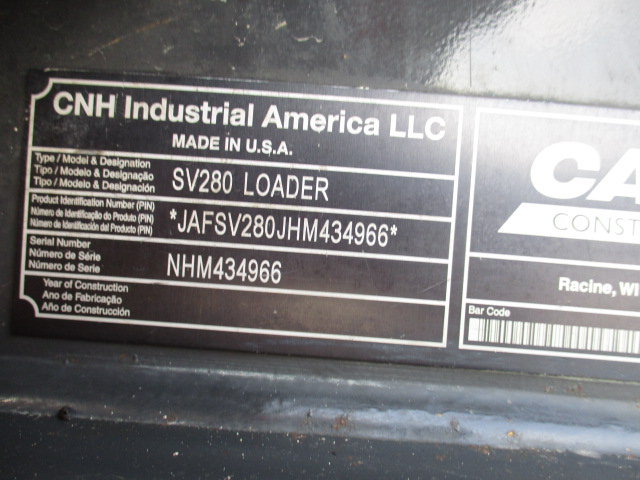 CNH Industrial America LLC
MADE IN U.S.A.
Type / Model & Designation
Tipo / Modelo & Designação
Tipo / Modelo & Designación
SV280 LOADER
Product Identification Number (PIN)
Número de Identificação do Produto (PIN)
Número de Identificación del Producto (PIN)
*JAFSV280JHM434966*
Serial Number
Número de Série
Número de Serie
NHM434966
Year of Construction
Ano de Fabricação
Año de Construcción
CA
CONST
Racine, WI
Bar Code